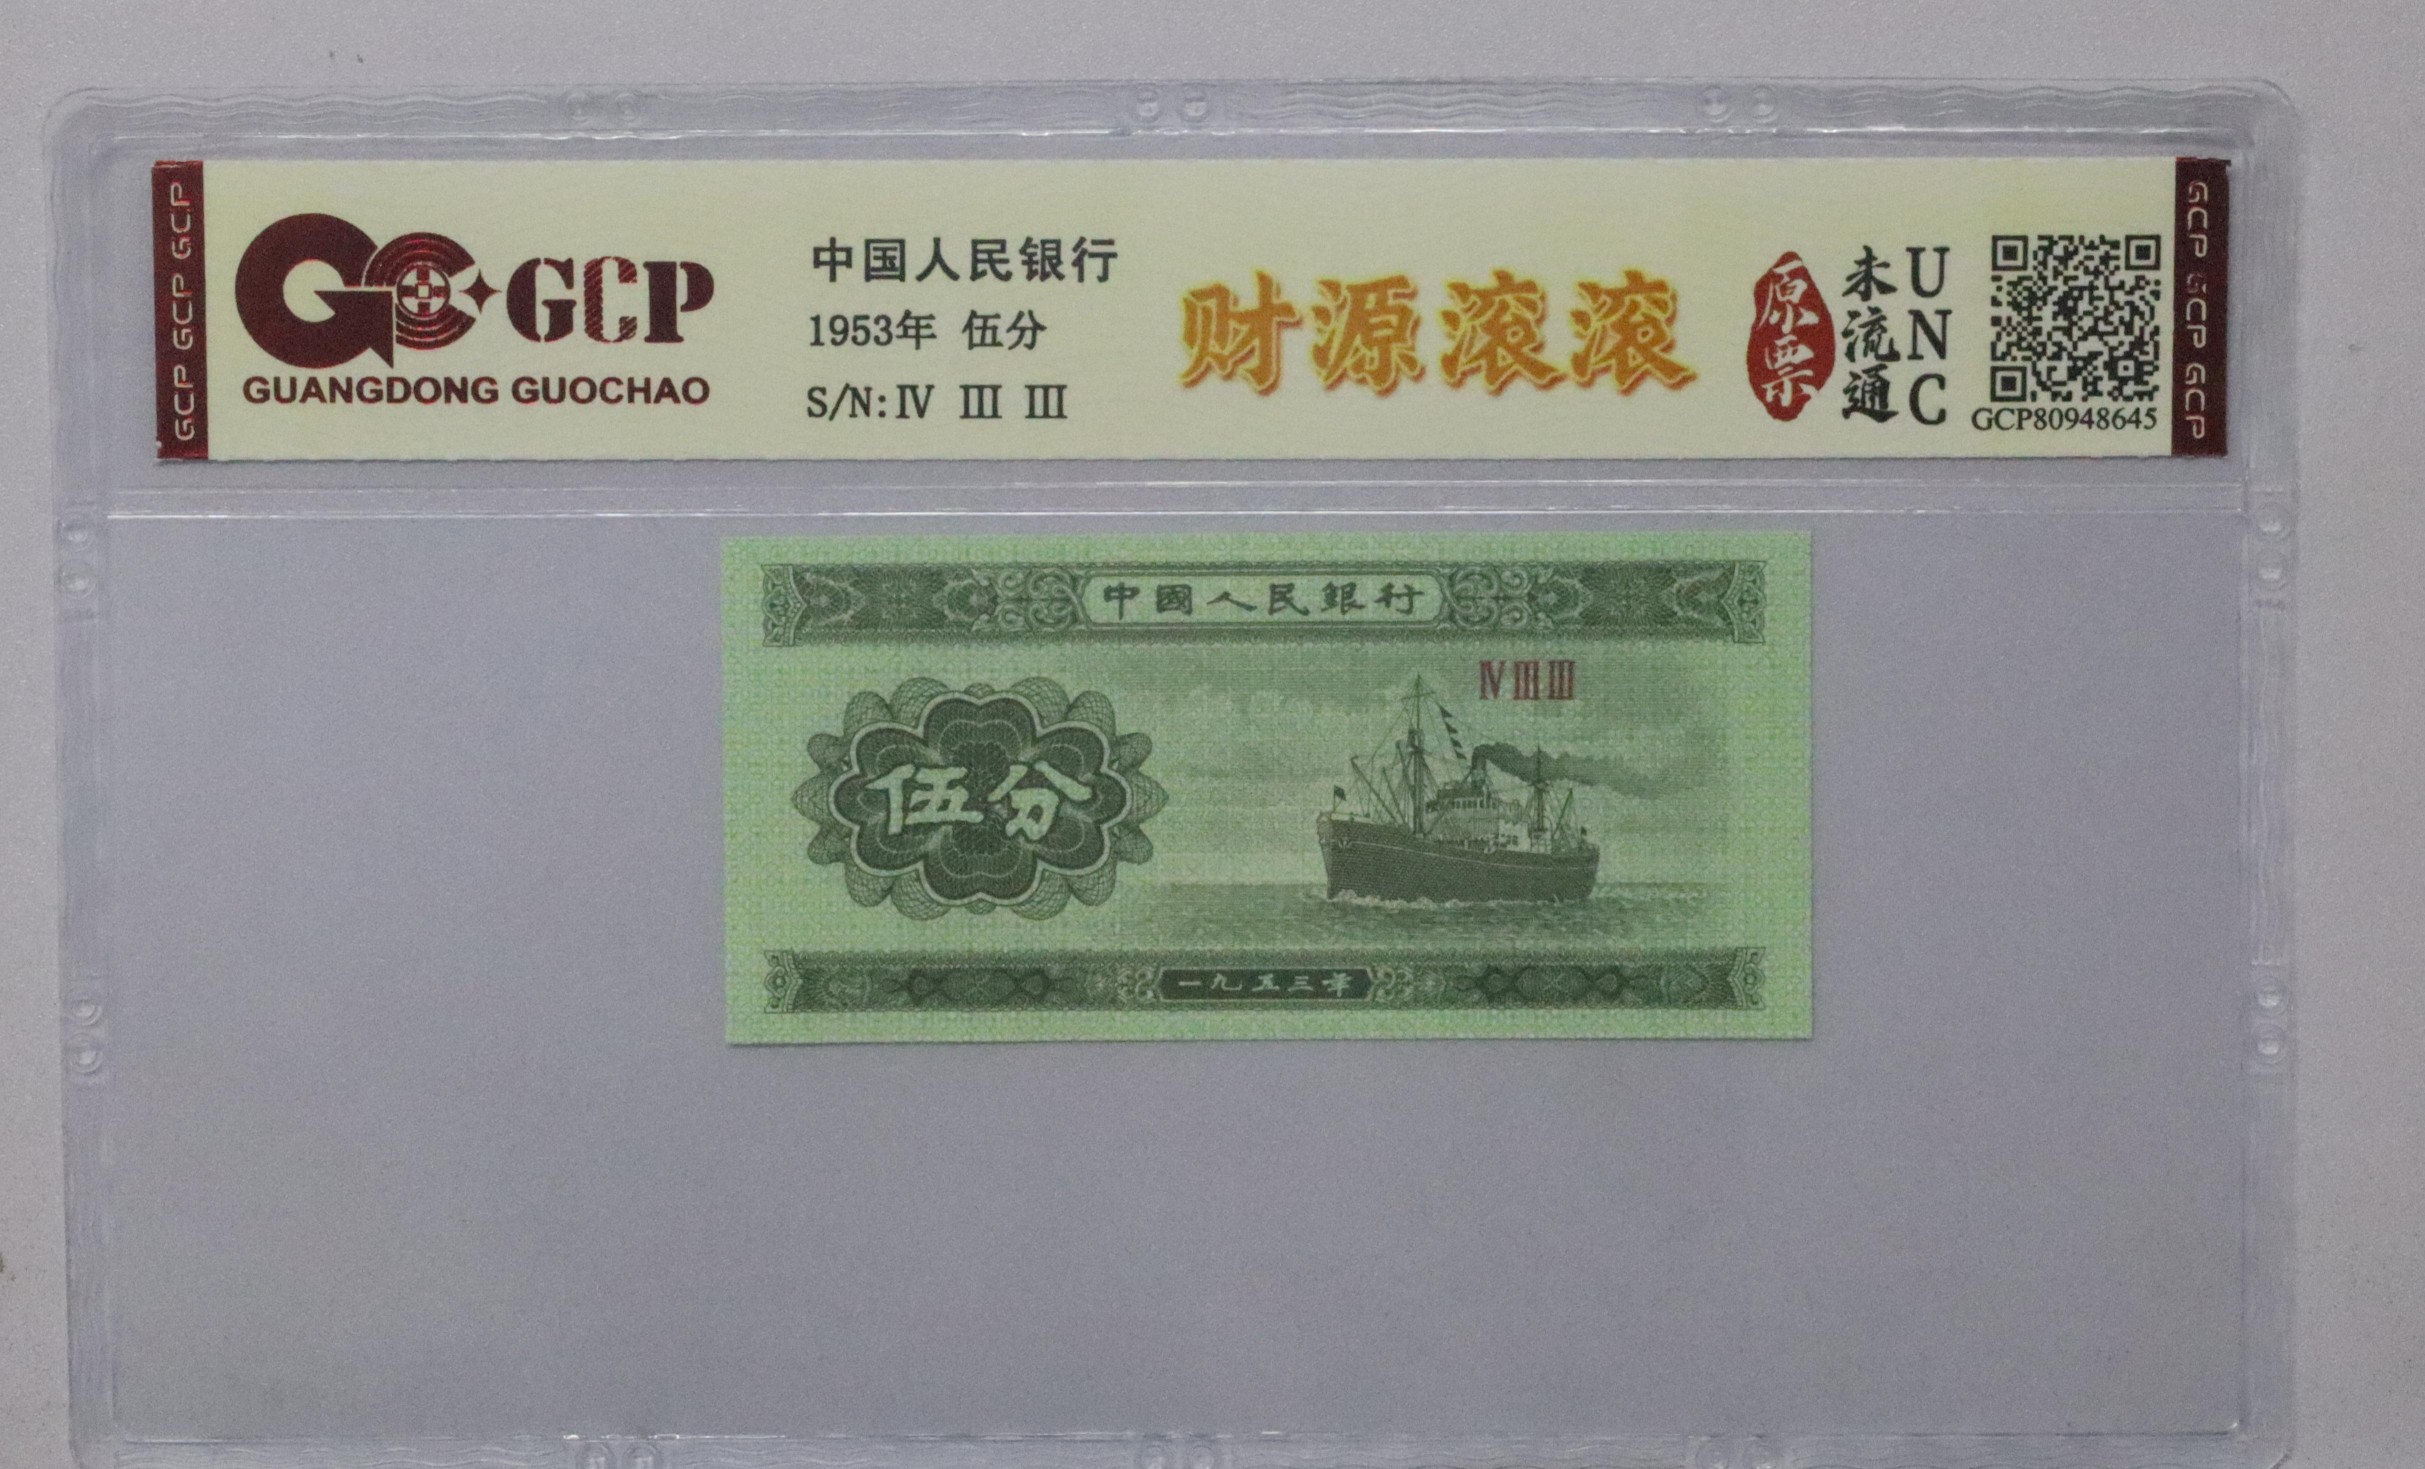 GCP GCP GCP
GCP
GUANGDONG GUOCHAO
中国人民银行
1953年 伍分
S/N:Ⅳ Ⅲ Ⅲ
财源滚滚
原票
未流通
UNC
GCP80948645
GCP GCP GCP
中國人民銀行
Ⅳ Ⅲ Ⅲ
伍分
一九五三年